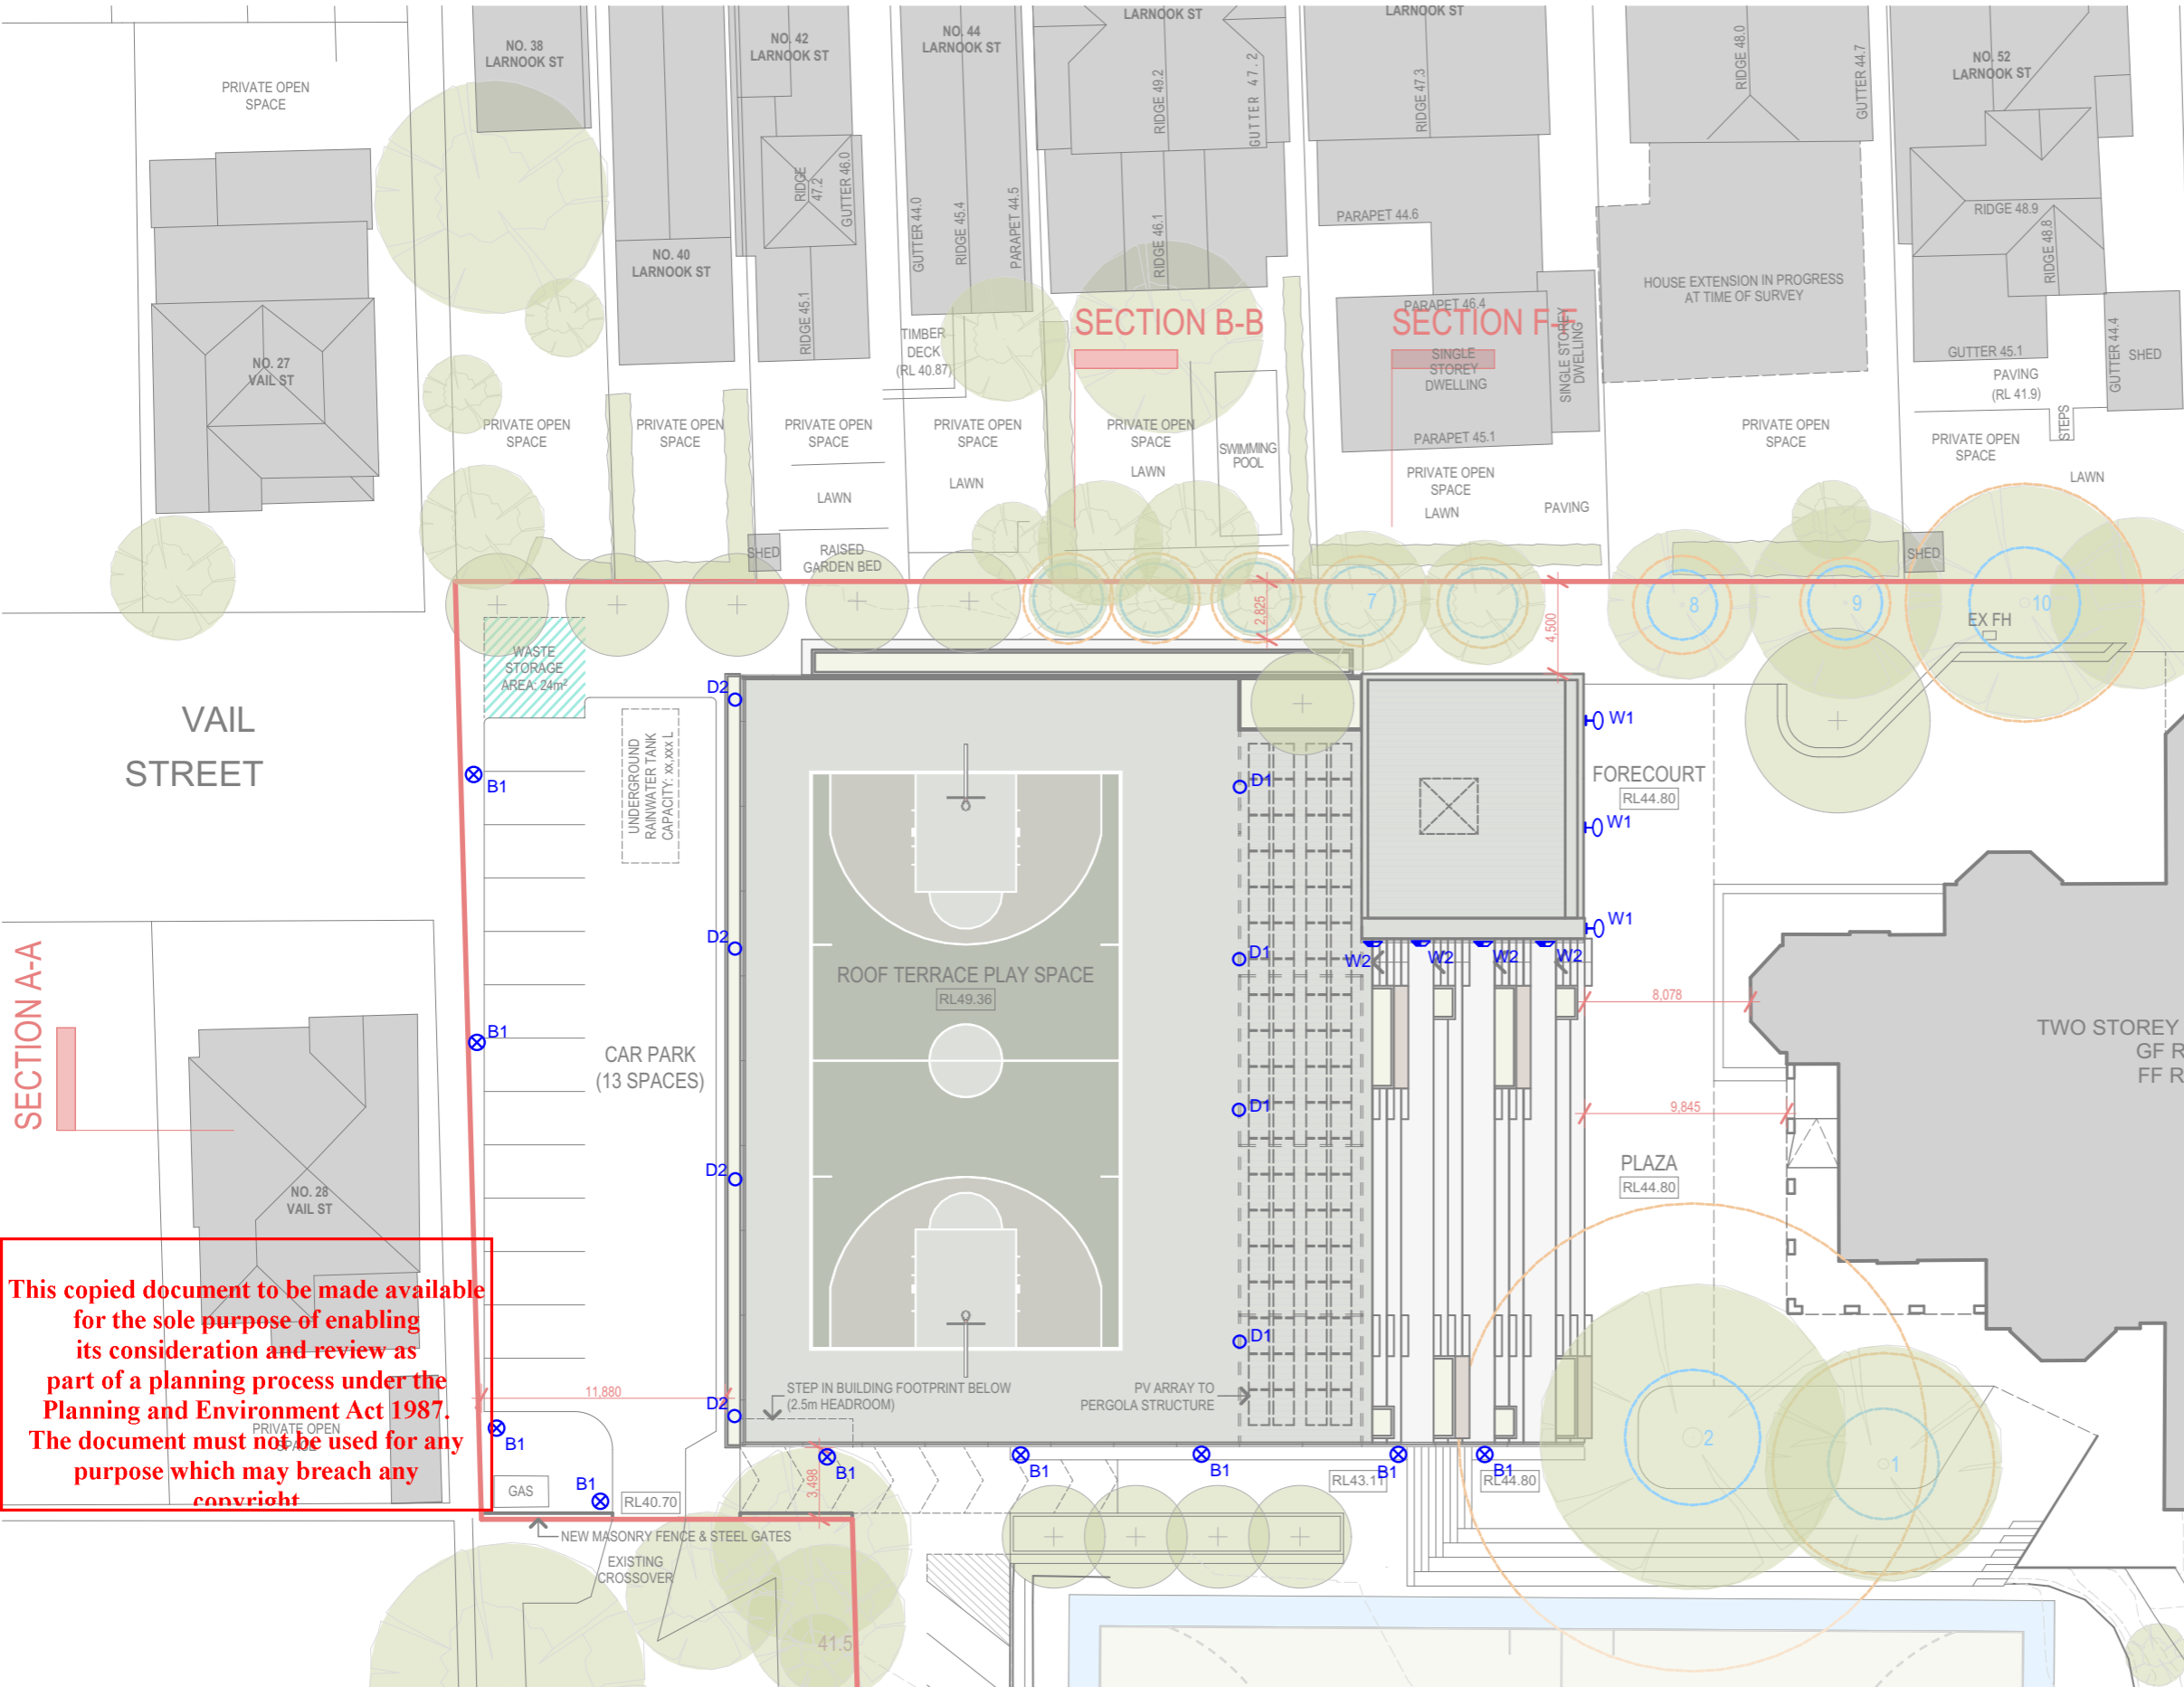 LARNOOK ST
LARNOOK ST
NO. 38
LARNOOK ST
NO. 42
LARNOOK ST
NO. 44
LARNOOK ST
NO. 52
LARNOOK ST
PRIVATE OPEN
SPACE
RIDGE 49.2
GUTTER 47.2
RIDGE 47.3
RIDGE 48.0
GUTTER 44.7
RIDGE
47.2
GUTTER 46.0
GUTTER 44.0
RIDGE 45.4
PARAPET 44.5
RIDGE 46.1
PARAPET 44.6
RIDGE 48.9
RIDGE 48.8
NO. 40
LARNOOK ST
HOUSE EXTENSION IN PROGRESS
AT TIME OF SURVEY
RIDGE 45.1
PARAPET 46.4
SECTION B-B
SECTION F-F
TIMBER
DECK
(RL 40.87)
SINGLE
STOREY
DWELLING
SINGLE STOREY
DWELLING
GUTTER 45.1
GUTTER 44.4
SHED
PAVING
(RL 41.9)
STEPS
NO. 27
VAIL ST
PRIVATE OPEN
SPACE
PRIVATE OPEN
SPACE
PRIVATE OPEN
SPACE
PRIVATE OPEN
SPACE
PRIVATE OPEN
SPACE
PARAPET 45.1
PRIVATE OPEN
SPACE
PRIVATE OPEN
SPACE
SWIMMING
POOL
LAWN
LAWN
LAWN
PRIVATE OPEN
SPACE
LAWN
PAVING
LAWN
SHED
RAISED
GARDEN BED
SHED
2,825
7
4,500
8
9
10
EX FH
WASTE
STORAGE
AREA: 24m²
VAIL
STREET
UNDERGROUND
RAINWATER TANK
CAPACITY: xx,xxx L
D2
B1
D1
W1
FORECOURT
RL44.80
W1
W1
D2
D1
W2
W2
W2
W2
ROOF TERRACE PLAY SPACE
RL49.36
8,078
SECTION A-A
B1
CAR PARK
(13 SPACES)
TWO STOREY
GF R
FF R
D1
9,845
D2
PLAZA
RL44.80
NO. 28
VAIL ST
This copied document to be made available
for the sole purpose of enabling
its consideration and review as
part of a planning process under the
Planning and Environment Act 1987.
The document must not be used for any
purpose which may breach any
copyright
PRIVATE OPEN
SPACE
D1
11,880
D2
STEP IN BUILDING FOOTPRINT BELOW
(2.5m HEADROOM)
PV ARRAY TO
PERGOLA STRUCTURE
2
1
B1
B1
B1
B1
B1
B1
B1
3,498
GAS
RL40.70
RL43.11
RL44.80
NEW MASONRY FENCE & STEEL GATES
EXISTING
CROSSOVER
41.5